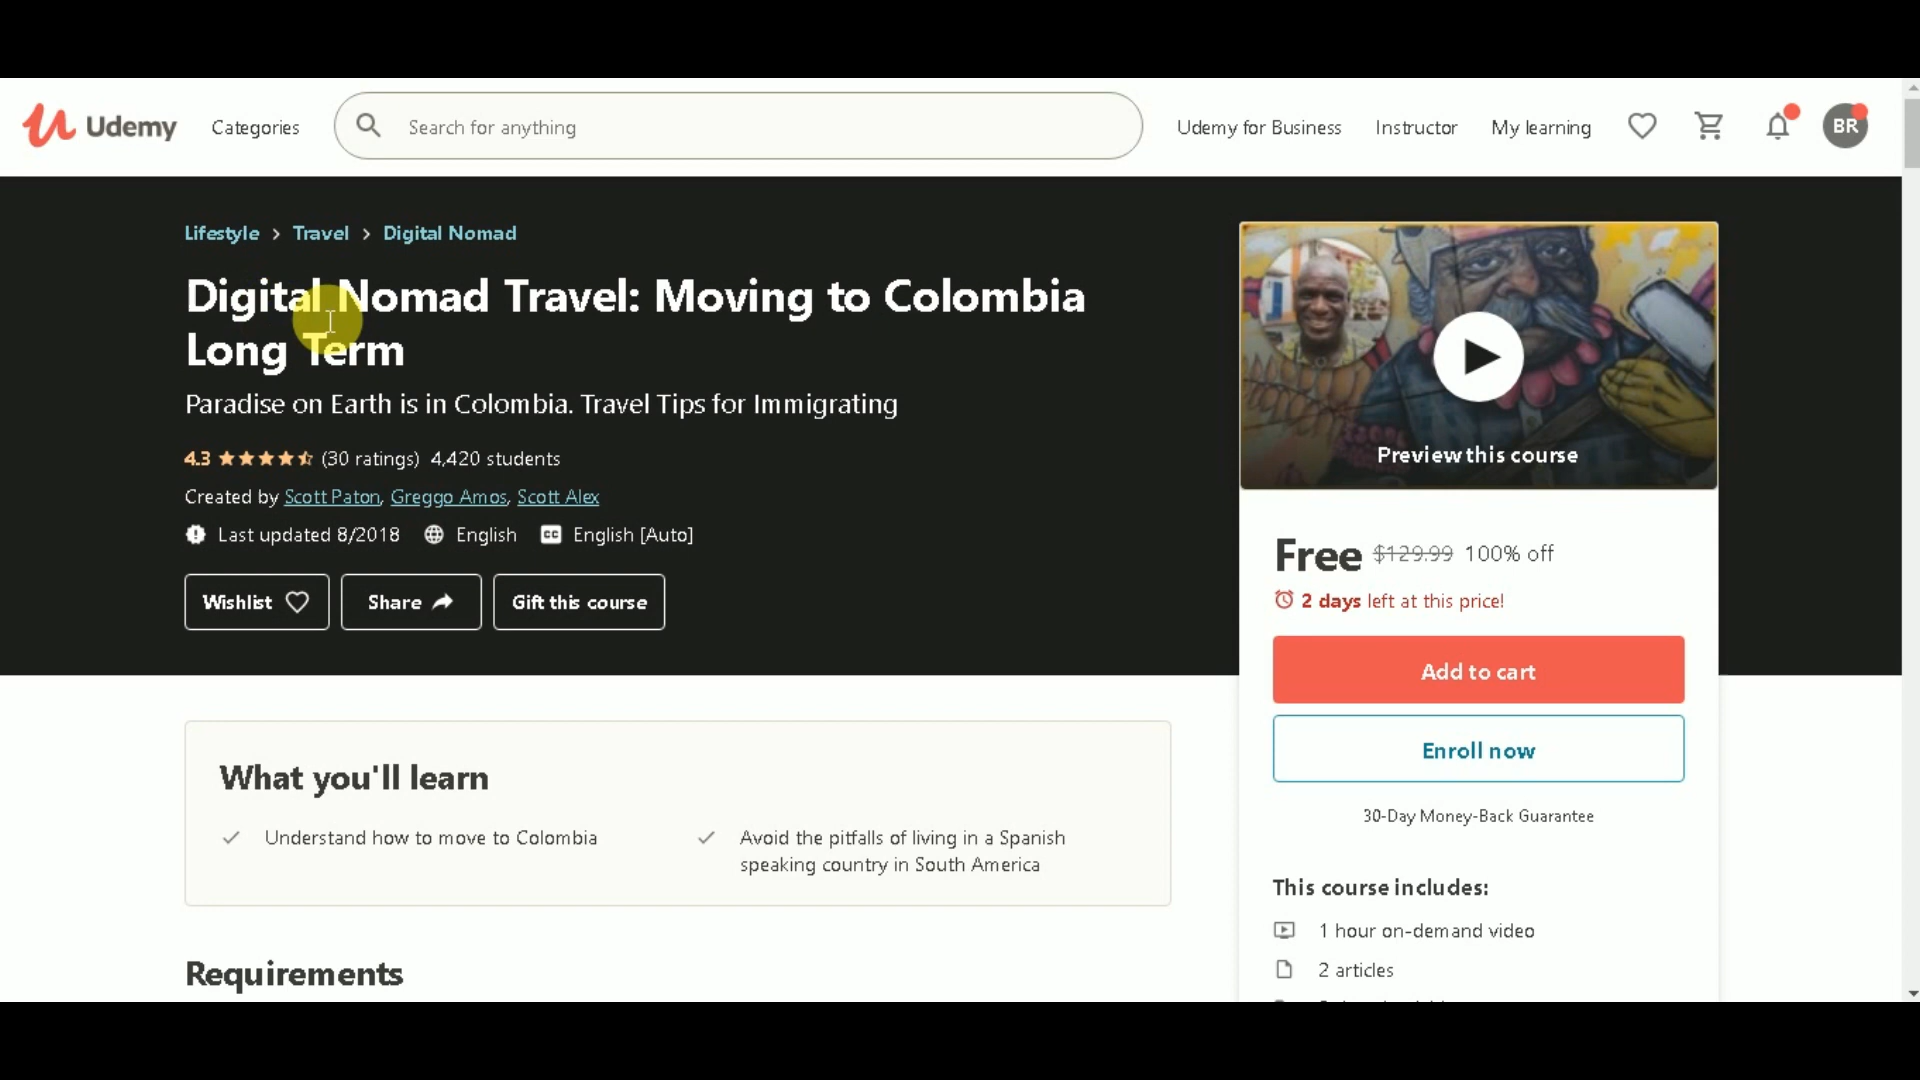 Udemy
Categories
Search for anything
Udemy for Business
Instructor
My learning
BR
Lifestyle > Travel > Digital Nomad
Digital Nomad Travel: Moving to Colombia
Long Term
Paradise on Earth is in Colombia. Travel Tips for Immigrating
4.3 (30 ratings) 4,420 students
Created by Scott Paton, Greggo Amos, Scott Alex
Last updated 8/2018 English CC English [Auto]
Wishlist
Share
Gift this course
Preview this course
Free $129.99 100% off
2 days left at this price!
Add to cart
Enroll now
30-Day Money-Back Guarantee
This course includes:
1 hour on-demand video
2 articles
What you'll learn
Understand how to move to Colombia
Avoid the pitfalls of living in a Spanish
speaking country in South America
Requirements